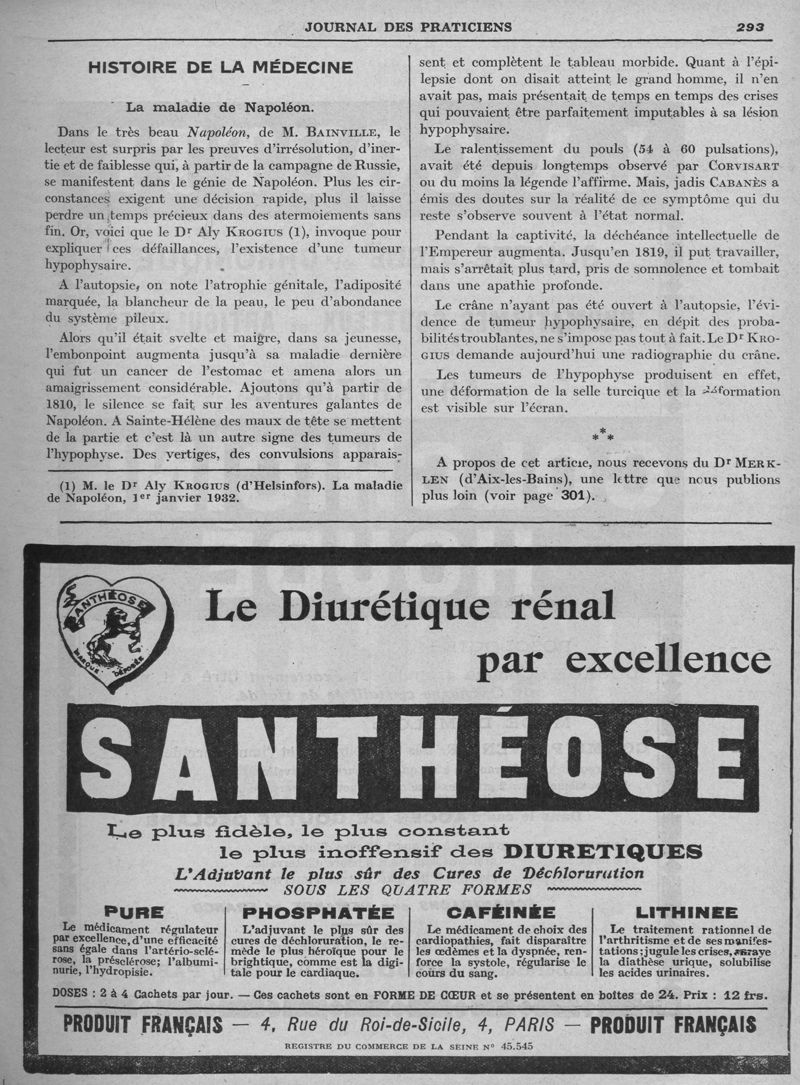 JOURNAL DES PRATICIENS 293
HISTOIRE DE LA MÉDECINE
La maladie de Napoléon.
Dans le très beau Napoléon, de M. BAINVILLE, le
lecteur est surpris par les preuves d'irrésolution, d'iner-
tie et de faiblesse qui, à partir de la campagne de Russie,
se manifestent dans le génie de Napoléon. Plus les cir-
constances exigent une décision rapide, plus il laisse
perdre un temps précieux dans des atermoiements sans
fin. Or, voici que le Dr Aly KROGIUS (1), invoque pour
expliquer ces défaillances, l'existence d'une tumeur
hypophysaire.
A l'autopsie, on note l'atrophie génitale, l'adiposité
marquée, la blancheur de la peau, le peu d'abondance
du système pileux.
Alors qu'il était svelte et maigre, dans sa jeunesse,
l'embonpoint augmenta jusqu'à sa maladie dernière
qui fut un cancer de l'estomac et amena alors un
amaigrissement considérable. Ajoutons qu'à partir de
1810, le silence se fait sur les aventures galantes de
Napoléon. A Sainte-Hélène des maux de tête se mettent
de la partie et c'est là un autre signe des tumeurs de
l'hypophyse. Des vertiges, des convulsions apparais-
(1) M. le Dr Aly KROGIUS (d'Helsinfors). La maladie
de Napoléon, 1er janvier 1932.
sent et complètent le tableau morbide. Quant à l'épi-
lepsie dont on disait atteint le grand homme, il n'en
avait pas, mais présentait de temps en temps des crises
qui pouvaient être parfaitement imputables à sa lésion
hypophysaire.
Le ralentissement du pouls (54 à 60 pulsations),
avait été depuis longtemps observé par CORVISART
ou du moins la légende l'affirme. Mais, jadis CABANÈS a
émis des doutes sur la réalité de ce symptôme qui du
reste s'observe souvent à l'état normal.
Pendant la captivité, la déchéance intellectuelle de
l'Empereur augmenta. Jusqu'en 1819, il put travailler,
mais s'arrêtait plus tard, pris de somnolence et tombait
dans une apathie profonde.
Le crâne n'ayant pas été ouvert à l'autopsie, l'évi-
dence de tumeur hypophysaire, en dépit des proba-
bilités troublantes, ne s'impose pas tout à fait. Le Dr KRO-
GIUS demande aujourd'hui une radiographie du crâne.
Les tumeurs de l'hypophyse produisent en effet,
une déformation de la selle turcique et la déformation
est visible sur l'écran.
* * *
A propos de cet article, nous recevons du Dr MERK-
LEN (d'Aix-les-Bains), une lettre que nous publions
plus loin (voir page 301).
SANTHÉOSE
MARQUE DÉPOSÉE
Le Diurétique rénal
par excellence
SANTHÉOSE
Le plus fidèle, le plus constant
le plus inoffensif des DIURETIQUES
L'Adjuvant le plus sûr des Cures de Déchloruration
SOUS LES QUATRE FORMES
PURE
Le médicament régulateur
par excellence, d'une efficacité
sans égale dans l'artério-sclé-
rose, la présclérose; l'albumi-
nurie, l'hydropisie.
PHOSPHATÉE
L'adjuvant le plus sûr des
cures de déchloruration, le re-
mède le plus héroïque pour le
brightique, comme est la digi-
tale pour le cardiaque.
CAFÉINÉE
Le médicament de choix des
cardiopathies, fait disparaître
les œdèmes et la dyspnée, ren-
force la systole, régularise le
cours du sang.
LITHINEE
Le traitement rationnel de
l'arthritisme et de ses manifes-
tations; jugule les crises, enraye
la diathèse urique, solubilise
les acides urinaires.
DOSES : 2 à 4 Cachets par jour. — Ces cachets sont en FORME DE CŒUR et se présentent en boîtes de 24. Prix : 12 frs.
PRODUIT FRANÇAIS — 4, Rue du Roi-de-Sicile, 4, PARIS — PRODUIT FRANÇAIS
REGISTRE DU COMMERCE DE LA SEINE N° 45.545